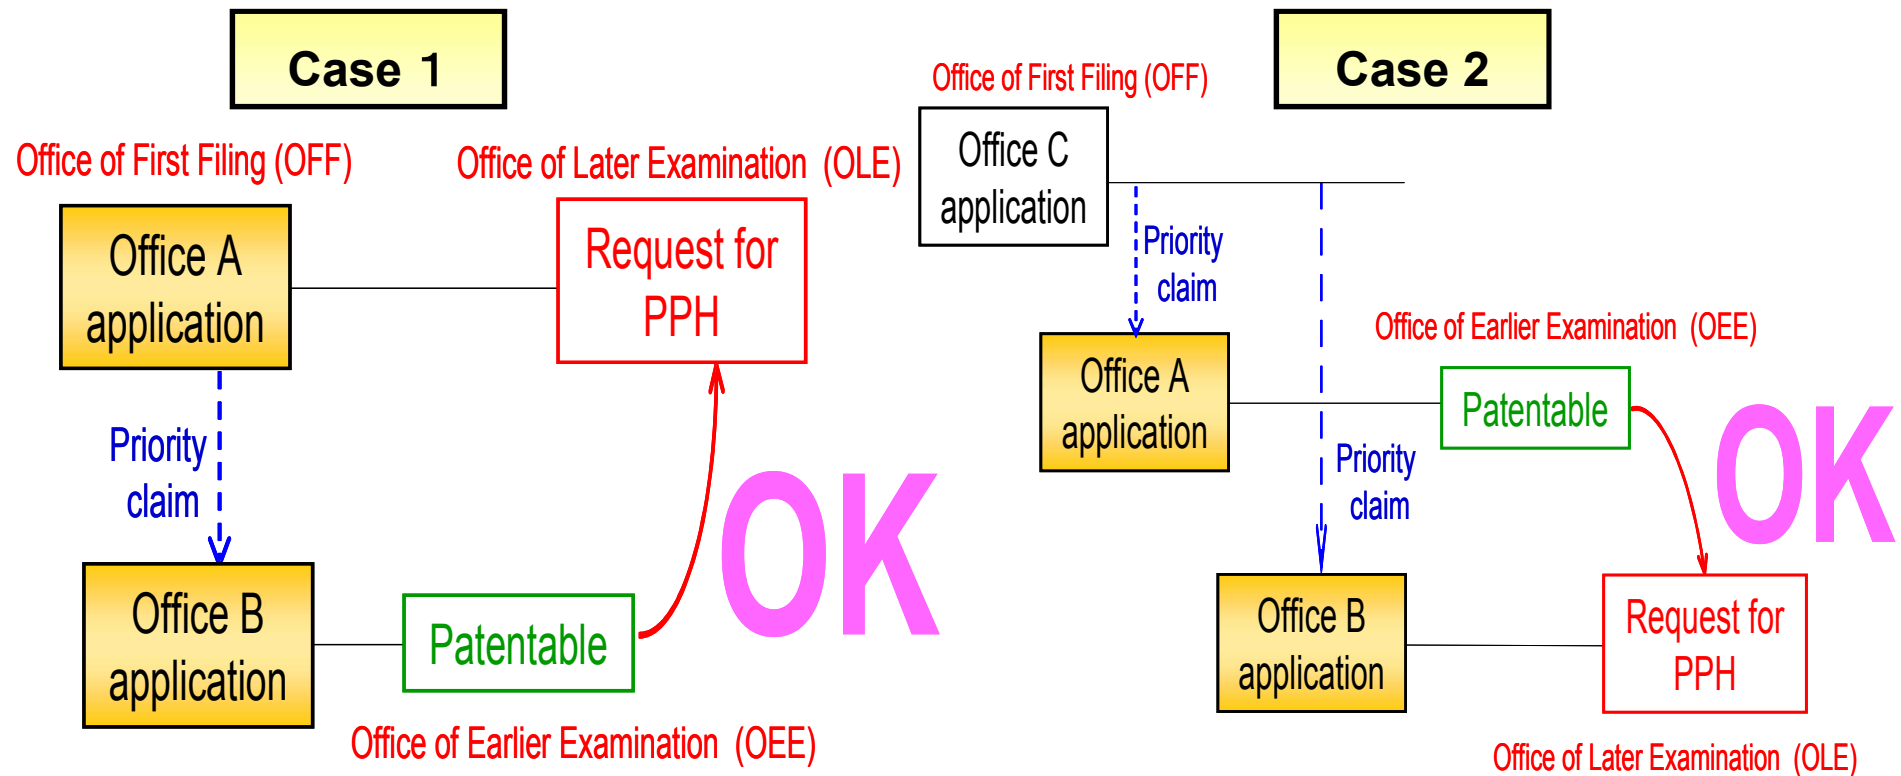 Case 1
Office of First Filing (OFF)
Office of Later Examination (OLE)
Office A
application
Request for
PPH
Priority
claim
OK
Office B
application
Patentable
Office of Earlier Examination (OEE)
Case 2
Office of First Filing (OFF)
Office C
application
Priority
claim
Office of Earlier Examination (OEE)
Office A
application
Patentable
OK
Priority
claim
Office B
application
Request for
PPH
Office of Later Examination (OLE)